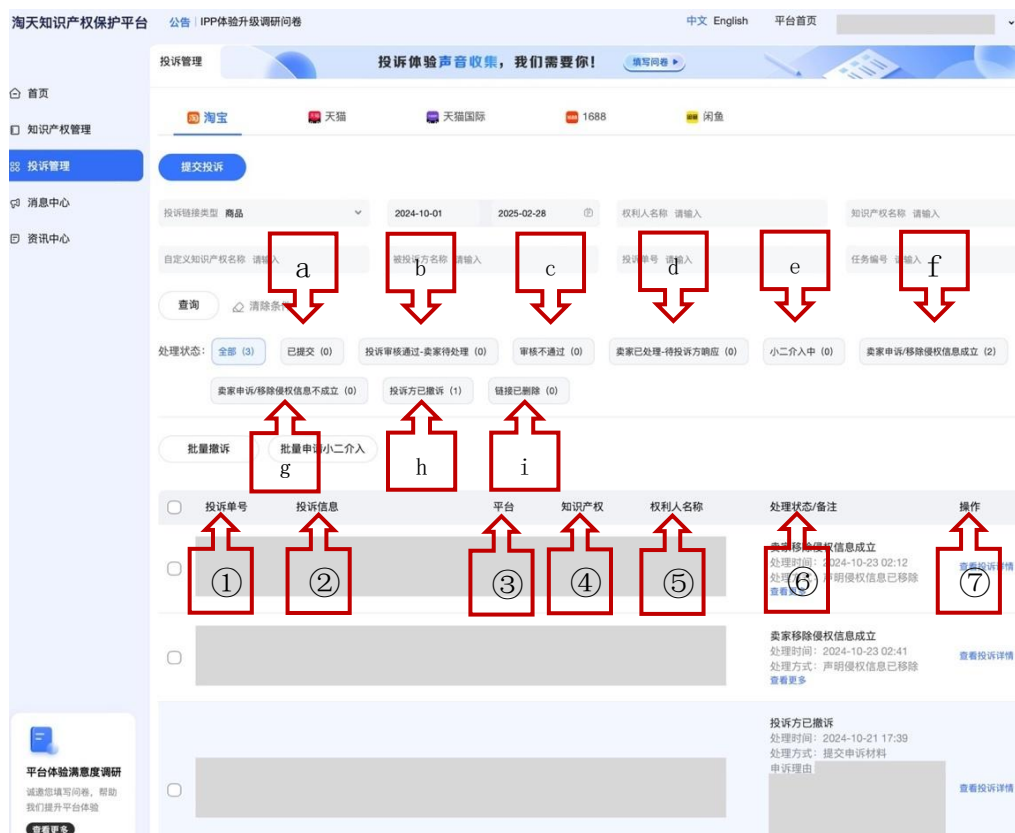 淘天知识产权保护平台 公告 IPP体验升级调研问卷 中文 English 平台首页
投诉管理 投诉体验声音收集，我们需要你! 填写问卷
首页
淘宝 天猫 天猫国际 1688 闲鱼
知识产权管理
投诉管理 提交投诉
消息中心 投诉链接类型 商品 2024-10-01 2025-02-28 权利人名称 请输入 知识产权名称 请输入
资讯中心
自定义知识产权名称 请输入 被投诉方名称 请输入 投诉单号 请输入 任务编号 请输入
a b c d e f
查询 清除条件
处理状态： 全部（3） 已提交（0） 投诉审核通过-卖家待处理（0） 审核不通过（0） 卖家已处理-待投诉方响应（0） 小二介入中（0） 卖家申诉/移除侵权信息成立（2）
卖家申诉/移除侵权信息不成立（0） 投诉方已撤诉（1） 链接已删除（0）
批量撤诉 批量申请小二介入
g h i
投诉单号 投诉信息 平台 知识产权 权利人名称 处理状态/备注 操作
卖家移除侵权信息成立
处理时间：2024-10-23 02:12
查看投诉详情
处理方式：声明侵权信息已移除
① ② ③ ④ ⑤ ⑥ ⑦
查看更多
卖家移除侵权信息成立
处理时间：2024-10-23 02:41
查看投诉详情
处理方式：声明侵权信息已移除
查看更多
投诉方已撤诉
处理时间：2024-10-21 17:39
处理方式：提交申诉材料
申诉理由
查看投诉详情
平台体验满意度调研
诚邀您填写问卷，帮助
我们提升平台体验
查看更多